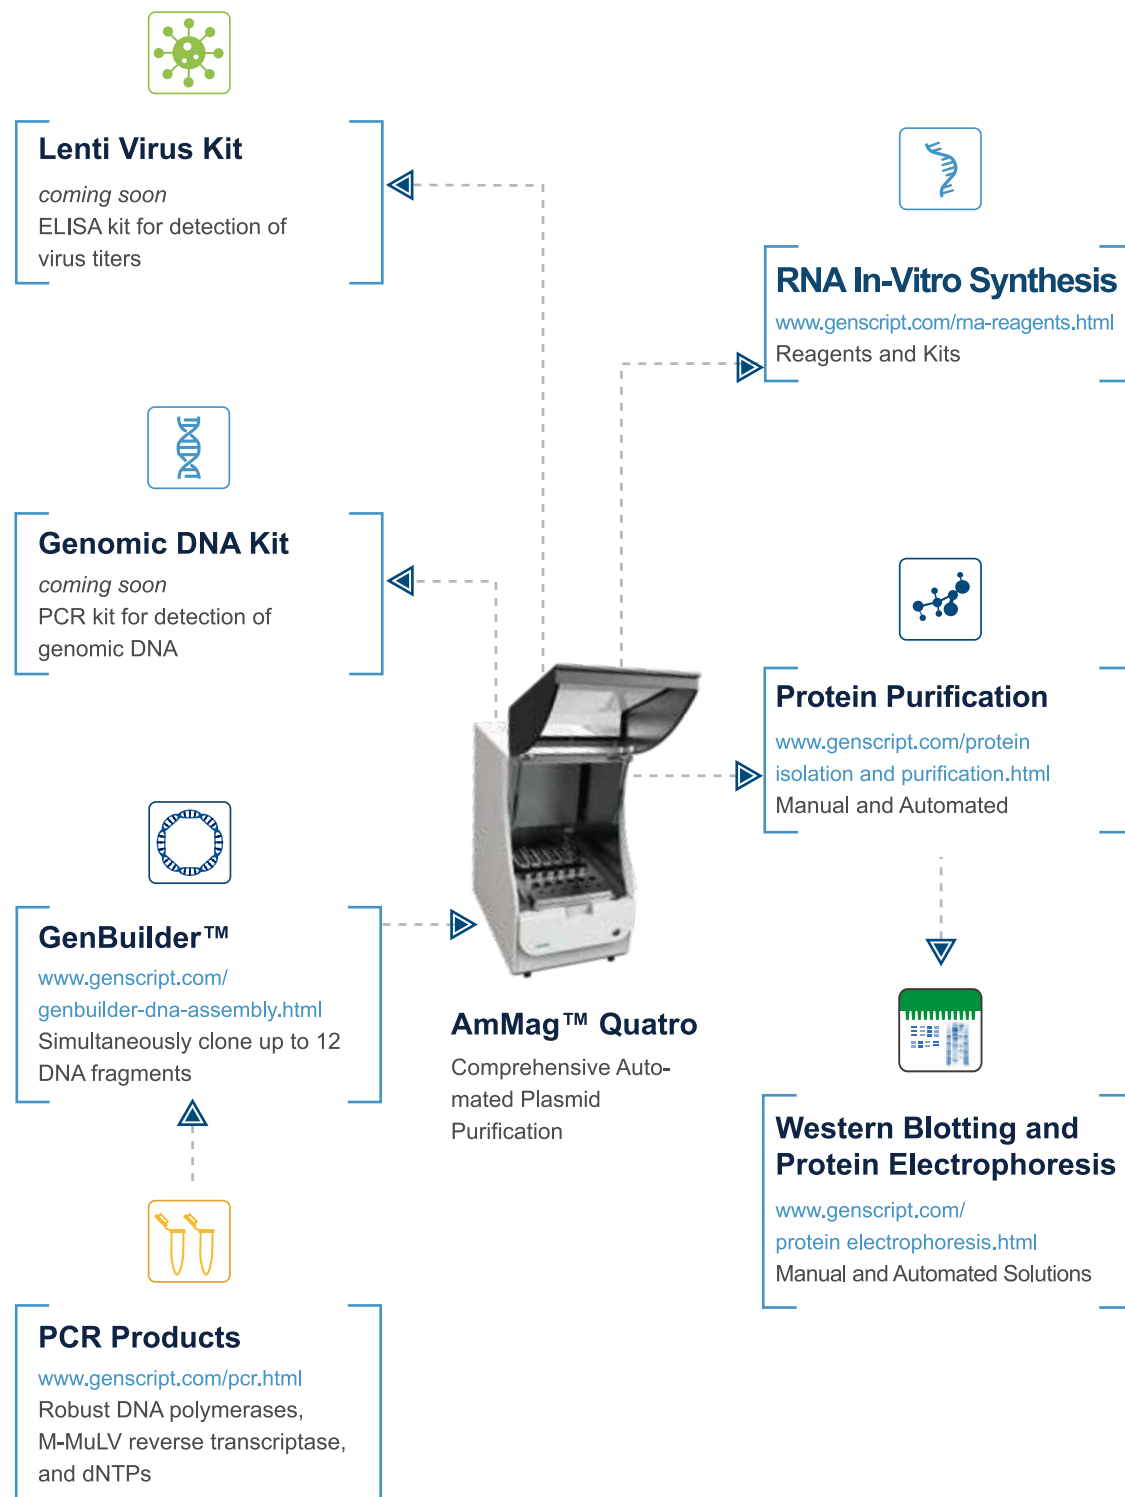 Lenti Virus Kit
coming soon
ELISA kit for detection of
virus titers
RNA In-Vitro Synthesis
www.genscript.com/rna-reagents.html
Reagents and Kits
Genomic DNA Kit
coming soon
PCR kit for detection of
genomic DNA
Protein Purification
www.genscript.com/protein
isolation and purification.html
Manual and Automated
GenBuilder™
www.genscript.com/
genbuilder-dna-assembly.html
Simultaneously clone up to 12
DNA fragments
AmMag™ Quatro
Comprehensive Auto-
mated Plasmid
Purification
Western Blotting and
Protein Electrophoresis
www.genscript.com/
protein electrophoresis.html
Manual and Automated Solutions
PCR Products
www.genscript.com/pcr.html
Robust DNA polymerases,
M-MuLV reverse transcriptase,
and dNTPs